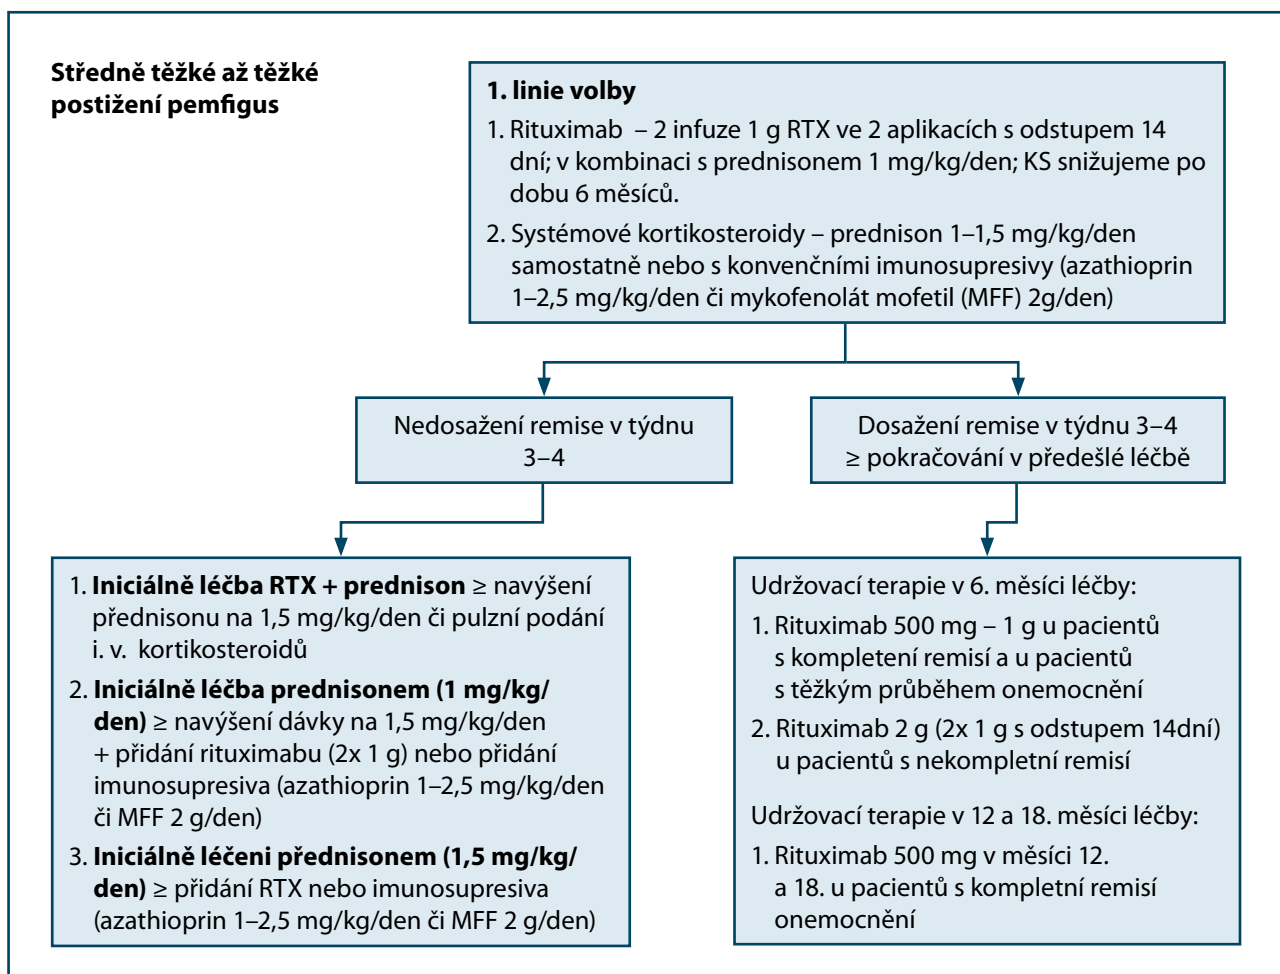 Středně těžké až těžké
postižení pemfigus
1. linie volby
1. Rituximab – 2 infuze 1 g RTX ve 2 aplikacích s odstupem 14
dní; v kombinaci s prednisonem 1 mg/kg/den; KS snižujeme po
dobu 6 měsíců.
2. Systémové kortikosteroidy – prednison 1–1,5 mg/kg/den
samostatně nebo s konvenčními imunosupresivy (azathioprin
1–2,5 mg/kg/den či mykofenolát mofetil (MFF) 2g/den)
Nedosažení remise v týdnu
3–4
Dosažení remise v týdnu 3–4
≥ pokračování v předešlé léčbě
1. Iniciálně léčba RTX + prednison ≥ navýšení
přednisonu na 1,5 mg/kg/den či pulzní podání
i. v. kortikosteroidů
2. Iniciálně léčba prednisonem (1 mg/kg/
den) ≥ navýšení dávky na 1,5 mg/kg/den
+ přidání rituximabu (2x 1 g) nebo přidání
imunosupresiva (azathioprin 1–2,5 mg/kg/den
či MFF 2 g/den)
3. Iniciálně léčeni přednisonem (1,5 mg/kg/
den) ≥ přidání RTX nebo imunosupresiva
(azathioprin 1–2,5 mg/kg/den či MFF 2 g/den)
Udržovací terapie v 6. měsíci léčby:
1. Rituximab 500 mg – 1 g u pacientů
s kompletení remisí a u pacientů
s těžkým průběhem onemocnění
2. Rituximab 2 g (2x 1 g s odstupem 14dní)
u pacientů s nekompletní remisí
Udržovací terapie v 12 a 18. měsíci léčby:
1. Rituximab 500 mg v měsíci 12.
a 18. u pacientů s kompletní remisí
onemocnění